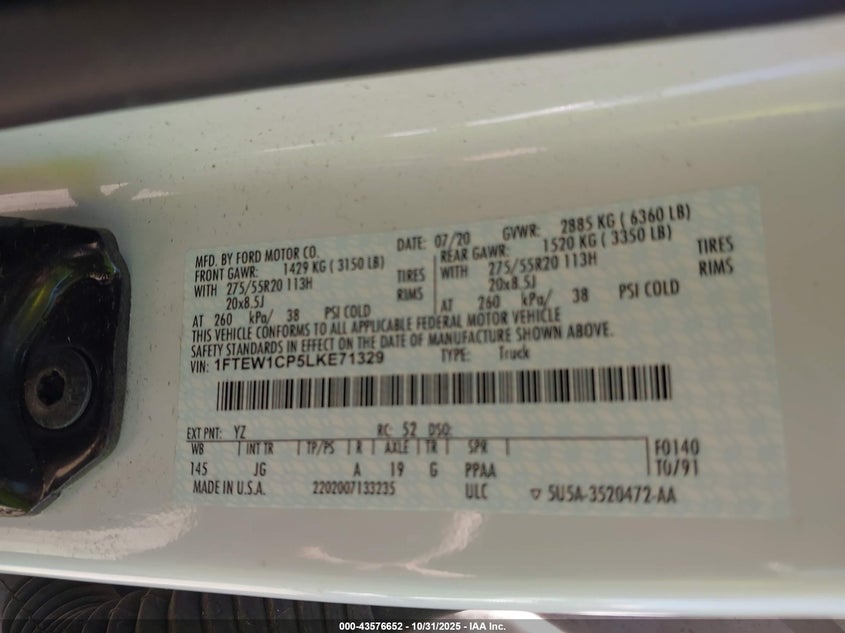 MFD. BY FORD MOTOR CO.
DATE: 07/20 GVWR: 2885 KG ( 6360 LB)
FRONT GAWR: 1429 KG ( 3150 LB)
REAR GAWR: 1520 KG ( 3350 LB)
WITH 275/55R20 113H TIRES
WITH 275/55R20 113H TIRES
20x8.5J RIMS
20x8.5J RIMS
AT 260 kPa/ 38 PSI COLD
AT 260 kPa/ 38 PSI COLD
THIS VEHICLE CONFORMS TO ALL APPLICABLE FEDERAL MOTOR VEHICLE
SAFETY STANDARDS IN EFFECT ON THE DATE OF MANUFACTURE SHOWN ABOVE.
VIN: 1FTEW1CP5LKE71329 TYPE: Truck
EXT PNT: YZ RC: 52 DSO:
WB INT TR TP/PS R AXLE TR SPR F0140
145 JG A 19 G PPAA T0/91
MADE IN U.S.A. 2202007133235 ULC ▽ 5U5A-3520472-AA
000-43576652 - 10/31/2025 - IAA Inc.